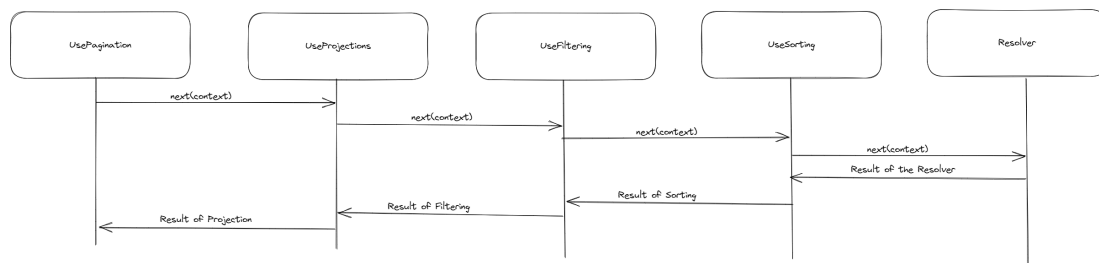 UsePagination
UseProjections
UseFiltering
UseSorting
Resolver
next(context)
next(context)
next(context)
next(context)
Result of the Resolver
Result of Sorting
Result of Filtering
Result of Projection